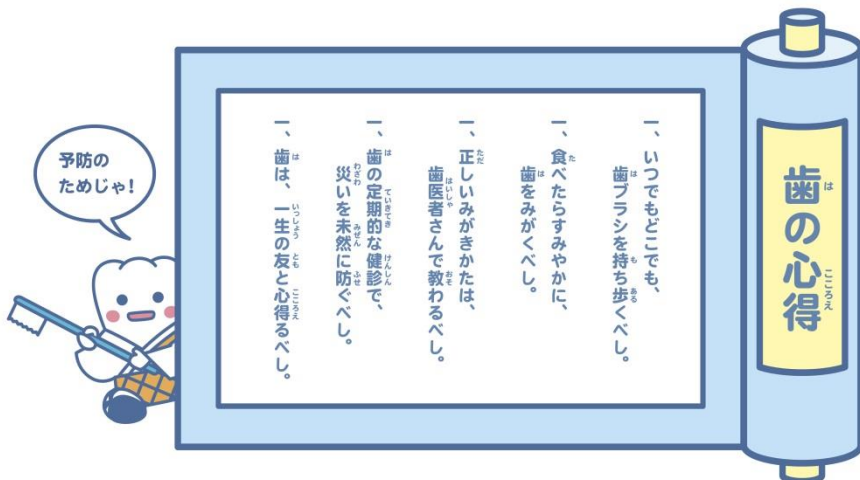 歯の心得
一、いつでもどこでも、
歯ブラシを持ち歩くべし。
一、食べたらすみやかに、
歯をみがくべし。
一、正しいみがきかたは、
歯医者さんで教わるべし。
一、歯の定期的な健診で、
災いを未然に防ぐべし。
一、歯は、一生の友と心得るべし。
予防の
ためじゃ!